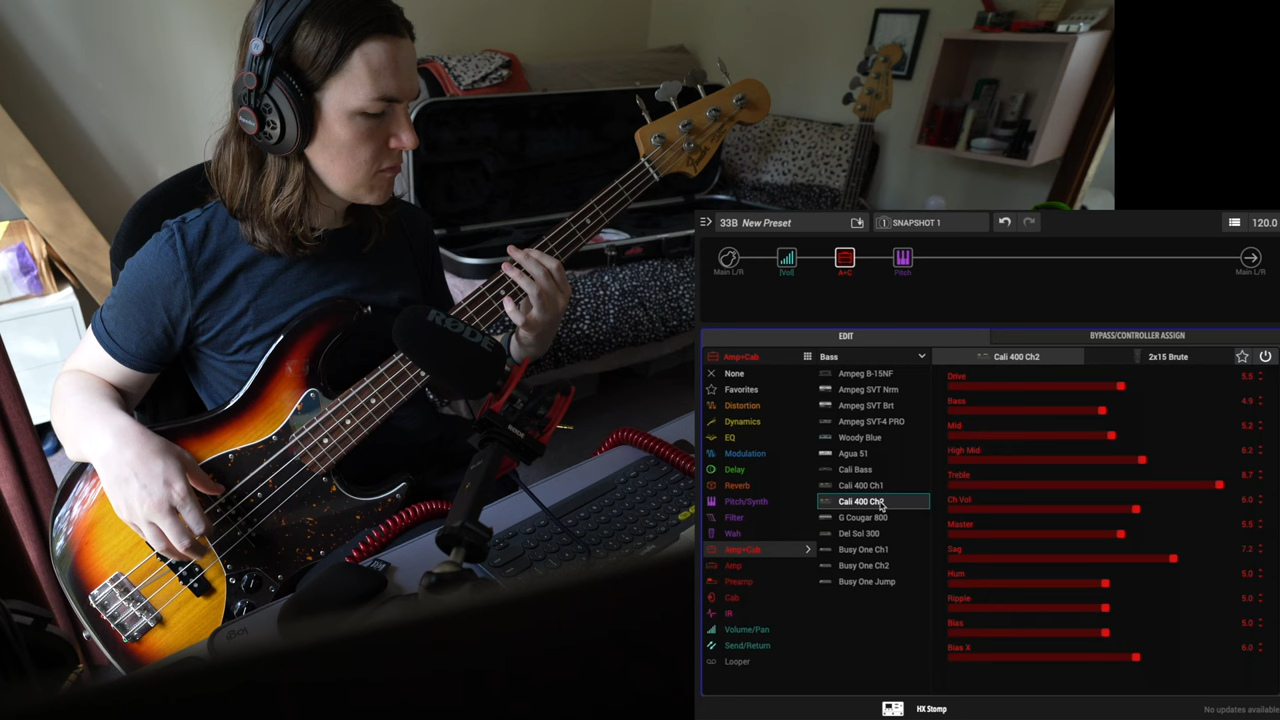 RØDE
Fender
RØDE
33B New Preset
1
SNAPSHOT 1
120.0
Main L/R
[Vol]
A+C
Pitch
Main L/R
EDIT
BYPASS/CONTROLLER ASSIGN
Amp+Cab
Bass
Cali 400 Ch2
2x15 Brute
None
Favorites
Distortion
Dynamics
EQ
Modulation
Delay
Reverb
Pitch/Synth
Filter
Wah
Amp+Cab
Amp
Preamp
Cab
IR
Volume/Pan
Send/Return
Looper
Ampeg B-15NF
Ampeg SVT Nrm
Ampeg SVT Brt
Ampeg SVT-4 PRO
Woody Blue
Agua 51
Cali Bass
Cali 400 Ch1
Cali 400 Ch2
G Cougar 800
Del Sol 300
Busy One Ch1
Busy One Ch2
Busy One Jump
Drive 5.5
Bass 4.9
Mid 5.2
High Mid 6.2
Treble 8.7
Ch Vol 6.0
Master 5.5
Sag 7.2
Hum 5.0
Ripple 5.0
Bias 5.0
Bias X 6.0
HX Stomp
No updates available